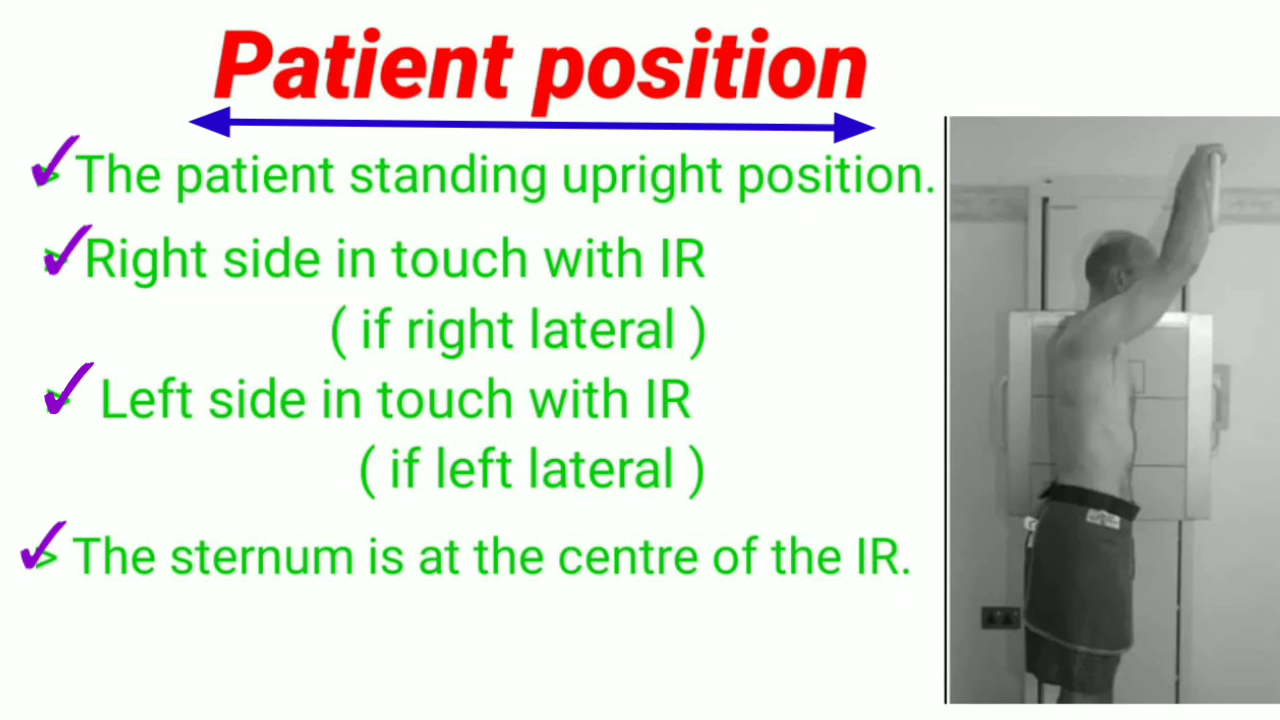 Patient position
> The patient standing upright position.
> Right side in touch with IR
( if right lateral )
> Left side in touch with IR
( if left lateral )
> The sternum is at the centre of the IR.